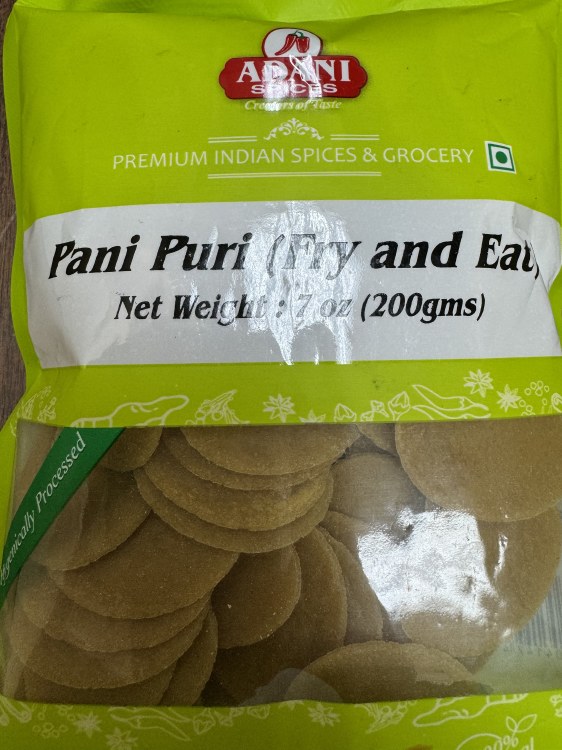 ADANI
SPICES
Creators of Taste
PREMIUM INDIAN SPICES & GROCERY
Pani Puri (Fry and Eat)
Net Weight : 7 oz (200gms)
Processed